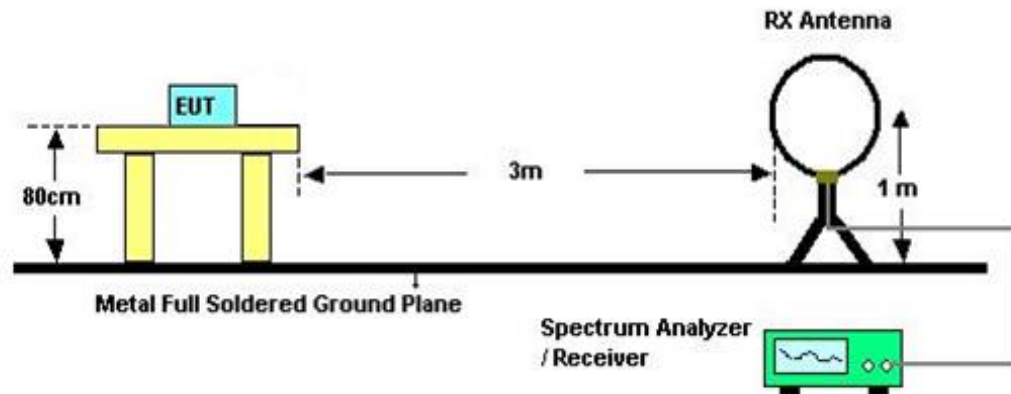 RX Antenna
EUT
3m
80cm
1 m
Metal Full Soldered Ground Plane
Spectrum Analyzer
/ Receiver